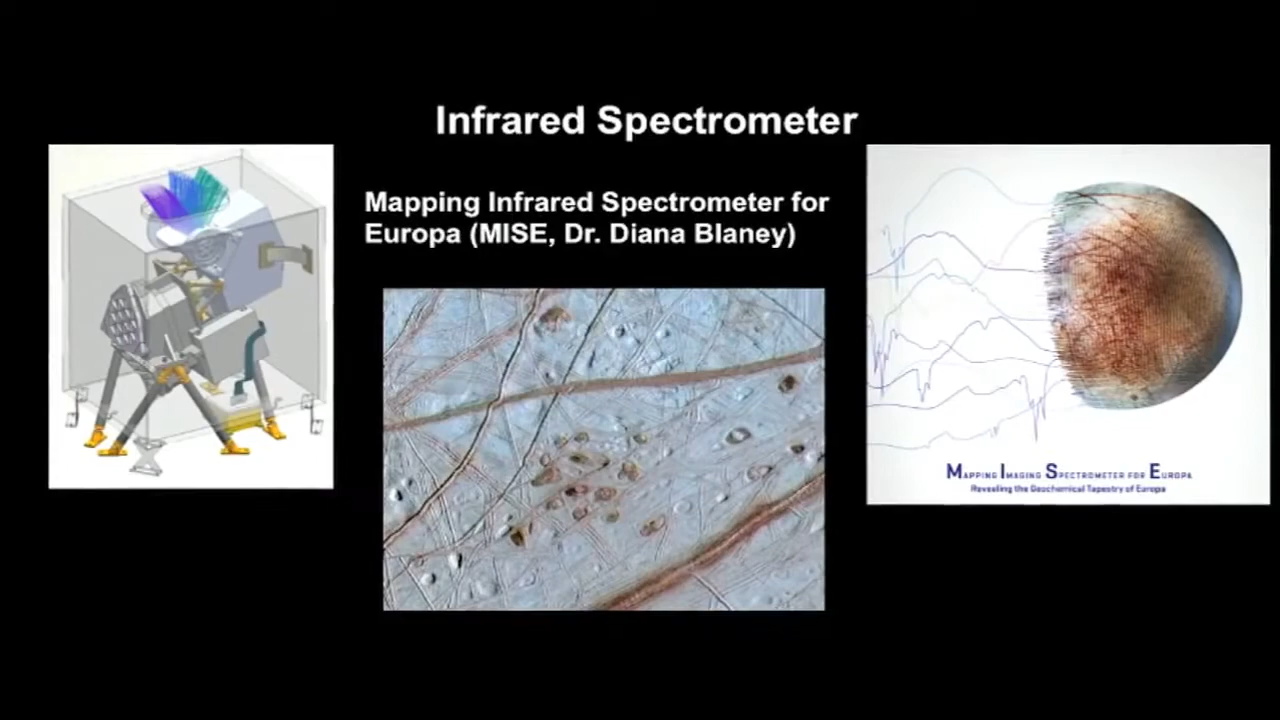 Infrared Spectrometer
Mapping Infrared Spectrometer for
Europa (MISE, Dr. Diana Blaney)
MAPPING IMAGING SPECTROMETER FOR EUROPA
Revealing the Geochemical Tapestry of Europa